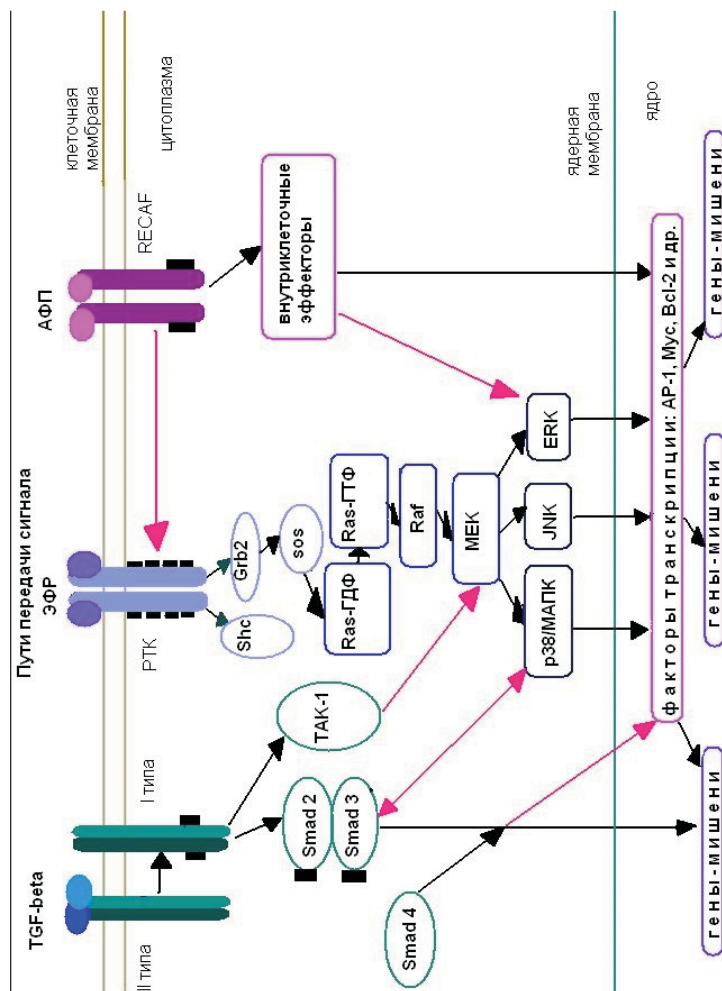 Пути передачи сигнала
TGF-beta
ЭФР
АФП
клеточная
мембрана
II типа
I типа
РТК
RECAF
цитоплазма
Shc
Grb2
sos
внутриклеточные
эффекторы
TAK-1
Ras-ГДФ
Ras-ГТФ
Smad 2
Smad 3
Raf
MEK
Smad 4
p38/МАПК
JNK
ERK
ядерная
мембрана
ядро
факторы транскрипции: AP-1, Myc, Bcl-2 и др.
гены-мишени
гены-мишени
гены-мишени